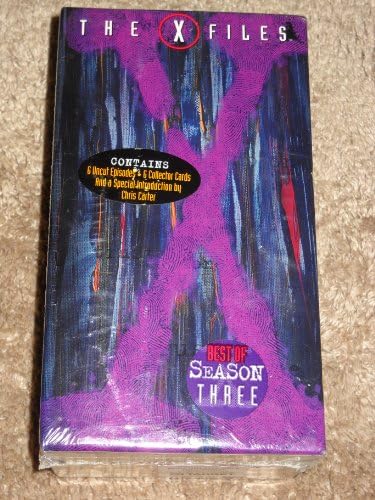 THE X FILES
CONTAINS
6 Uncut Episodes & 6 Collector Cards
And a Special Introduction by
Chris Carter
BEST OF
SEASON
THREE